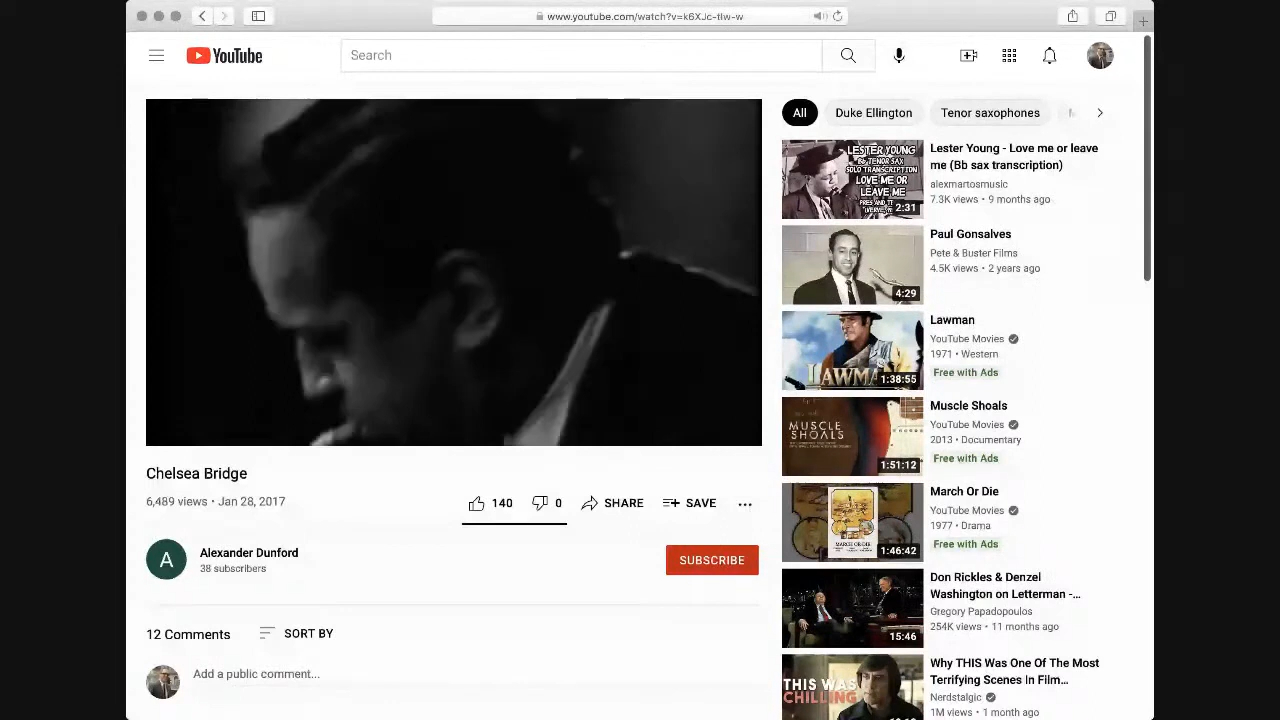 www.youtube.com/watch?v=k6XJc-tlw-w
YouTube
Search
All
Duke Ellington
Tenor saxophones
LESTER YOUNG
Bb TENOR SAX
SOLO TRANSCRIPTION
LOVE ME OR
LEAVE ME
2:31
Lester Young - Love me or leave
me (Bb sax transcription)
alexmartosmusic
7.3K views • 9 months ago
4:29
Paul Gonsalves
Pete & Buster Films
4.5K views • 2 years ago
LAWMAN
1:38:55
Lawman
YouTube Movies
1971 • Western
Free with Ads
MUSCLE
SHOALS
1:51:12
Muscle Shoals
YouTube Movies
2013 • Documentary
Free with Ads
MARCH OR DIE
1:46:42
March Or Die
YouTube Movies
1977 • Drama
Free with Ads
15:46
Don Rickles & Denzel
Washington on Letterman -...
Gregory Papadopoulos
254K views • 11 months ago
THIS WAS
CHILLING
Why THIS Was One Of The Most
Terrifying Scenes In Film...
Nerdstalgic
1M views • 1 month ago
Chelsea Bridge
6,489 views • Jan 28, 2017
140
0
SHARE
SAVE
A
Alexander Dunford
38 subscribers
SUBSCRIBE
12 Comments
SORT BY
Add a public comment...